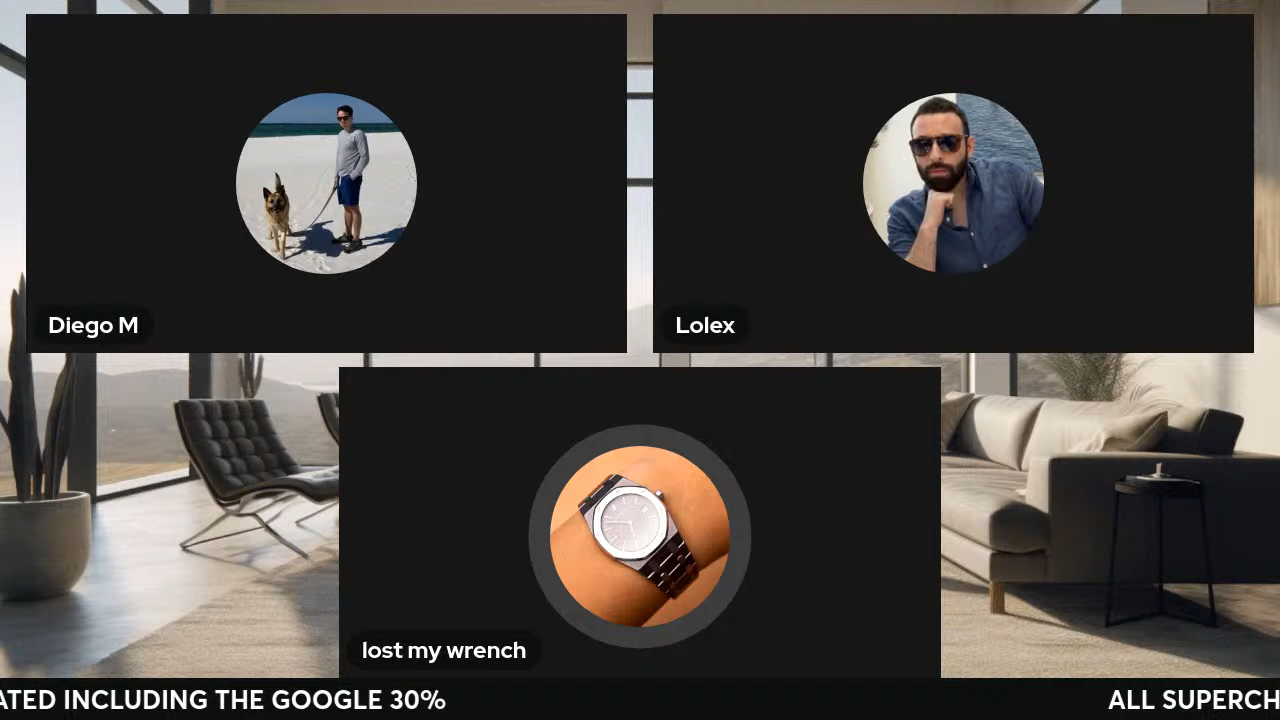 Diego M
Lolex
lost my wrench
ATED INCLUDING THE GOOGLE 30%
ALL SUPERCH